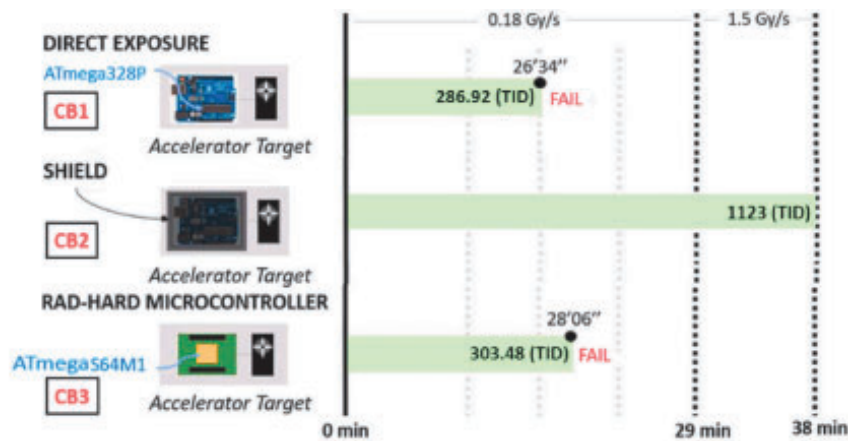 0.18 Gy/s
1.5 Gy/s
DIRECT EXPOSURE
ATmega328P
CB1
Accelerator Target
26'34''
286.92 (TID)
FAIL
SHIELD
CB2
Accelerator Target
1123 (TID)
RAD-HARD MICROCONTROLLER
ATmegaS64M1
CB3
Accelerator Target
28'06''
303.48 (TID)
FAIL
0 min
29 min
38 min